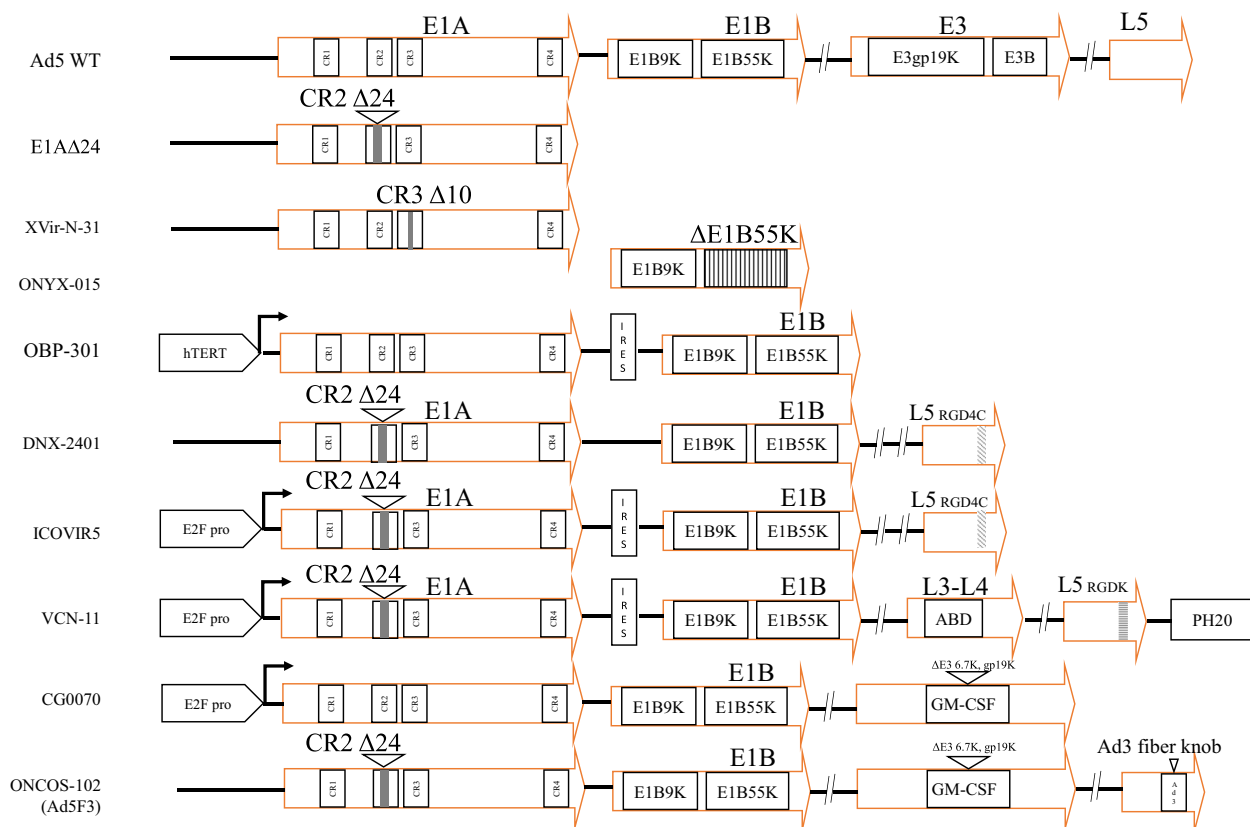 E1A E1B E3 L5
Ad5 WT CR1 CR2 CR3 CR4 E1B9K E1B55K E3gp19K E3B
CR2 Δ24
E1AΔ24 CR1 CR3 CR4
CR3 Δ10
XVir-N-31 CR1 CR2 CR4
ΔE1B55K
ONYX-015 E1B9K
E1B
OBP-301 hTERT CR1 CR2 CR3 CR4 IRES E1B9K E1B55K
CR2 Δ24 E1A E1B L5 RGD4C
DNX-2401 CR1 CR3 CR4 E1B9K E1B55K
CR2 Δ24 E1A E1B L5 RGD4C
ICOVIR5 E2F pro CR1 CR3 CR4 IRES E1B9K E1B55K
CR2 Δ24 E1A E1B L3-L4 L5 RGDK
VCN-11 E2F pro CR1 CR3 CR4 IRES E1B9K E1B55K ABD PH20
E1B ΔE3 6.7K, gp19K
CG0070 E2F pro CR1 CR2 CR3 CR4 E1B9K E1B55K GM-CSF
CR2 Δ24 E1B ΔE3 6.7K, gp19K Ad3 fiber knob
ONCOS-102 CR1 CR3 CR4 E1B9K E1B55K GM-CSF Ad3
(Ad5F3)